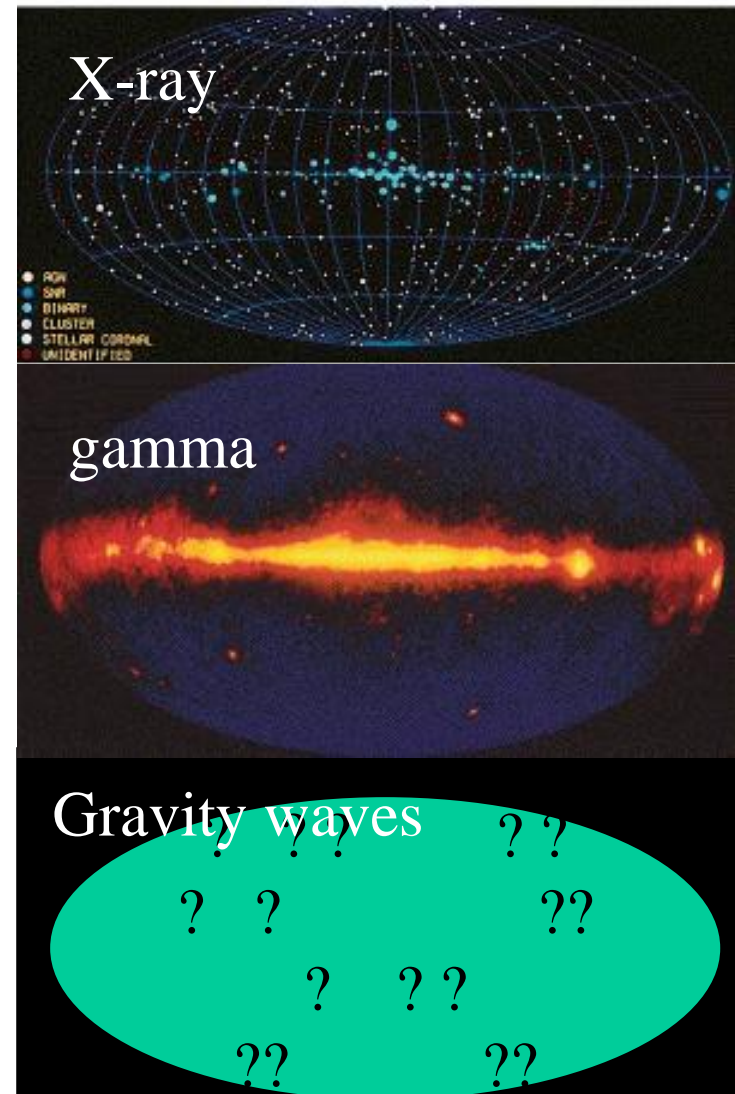 X-ray
AGN
SNR
BINARY
CLUSTER
STELLAR CORONAL
UNIDENTIFIED
gamma
Gravity waves
? ? ? ? ?
? ? ??
? ? ?
?? ??